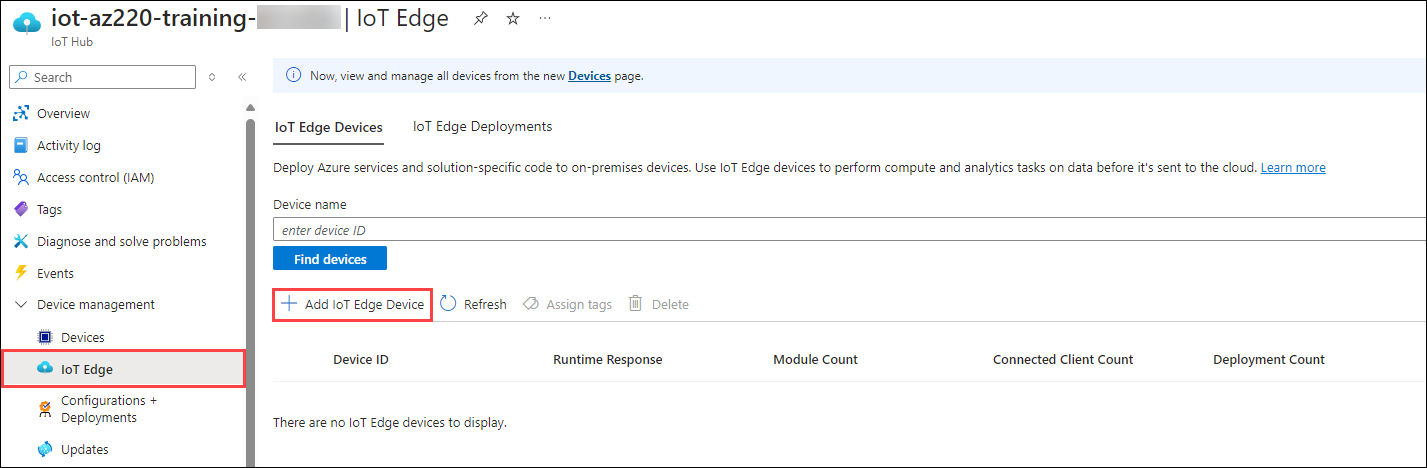 iot-az220-training- | IoT Edge
IoT Hub
Search
Overview
Activity log
Access control (IAM)
Tags
Diagnose and solve problems
Events
Device management
Devices
IoT Edge
Configurations +
Deployments
Updates
Now, view and manage all devices from the new Devices page.
IoT Edge Devices IoT Edge Deployments
Deploy Azure services and solution-specific code to on-premises devices. Use IoT Edge devices to perform compute and analytics tasks on data before it's sent to the cloud. Learn more
Device name
enter device ID
Find devices
Add IoT Edge Device Refresh Assign tags Delete
Device ID Runtime Response Module Count Connected Client Count Deployment Count
There are no IoT Edge devices to display.